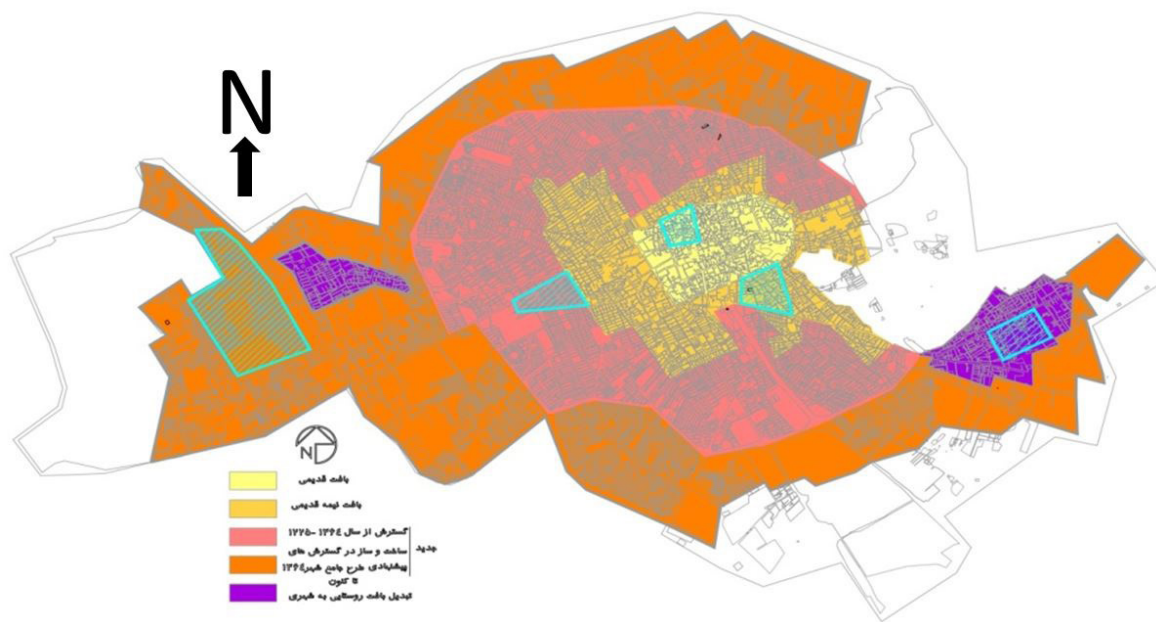 N
N
بافت قدیمی
بافت نیمه قدیمی
گسترش از سال ۱۳۶۴ -۱۲۲۵
جدید
ساخت و ساز در گسترش های
پیشنهادی طرح جامع شهر ۱۳۶۴
تا کنون
تبدیل بافت روستایی به شهری